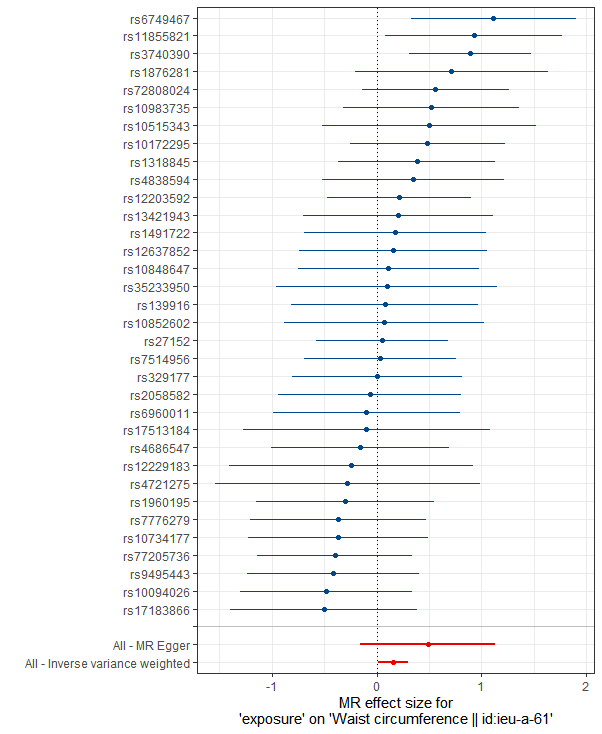 rs6749467
rs11855821
rs3740390
rs1876281
rs72808024
rs10983735
rs10515343
rs10172295
rs1318845
rs4838594
rs12203592
rs13421943
rs1491722
rs12637852
rs10848647
rs35233950
rs139916
rs10852602
rs27152
rs7514956
rs329177
rs2058582
rs6960011
rs17513184
rs4686547
rs12229183
rs4721275
rs1960195
rs7776279
rs10734177
rs77205736
rs9495443
rs10094026
rs17183866
All - MR Egger
All - Inverse variance weighted
-1 0 1 2
MR effect size for
'exposure' on 'Waist circumference || id:ieu-a-61'